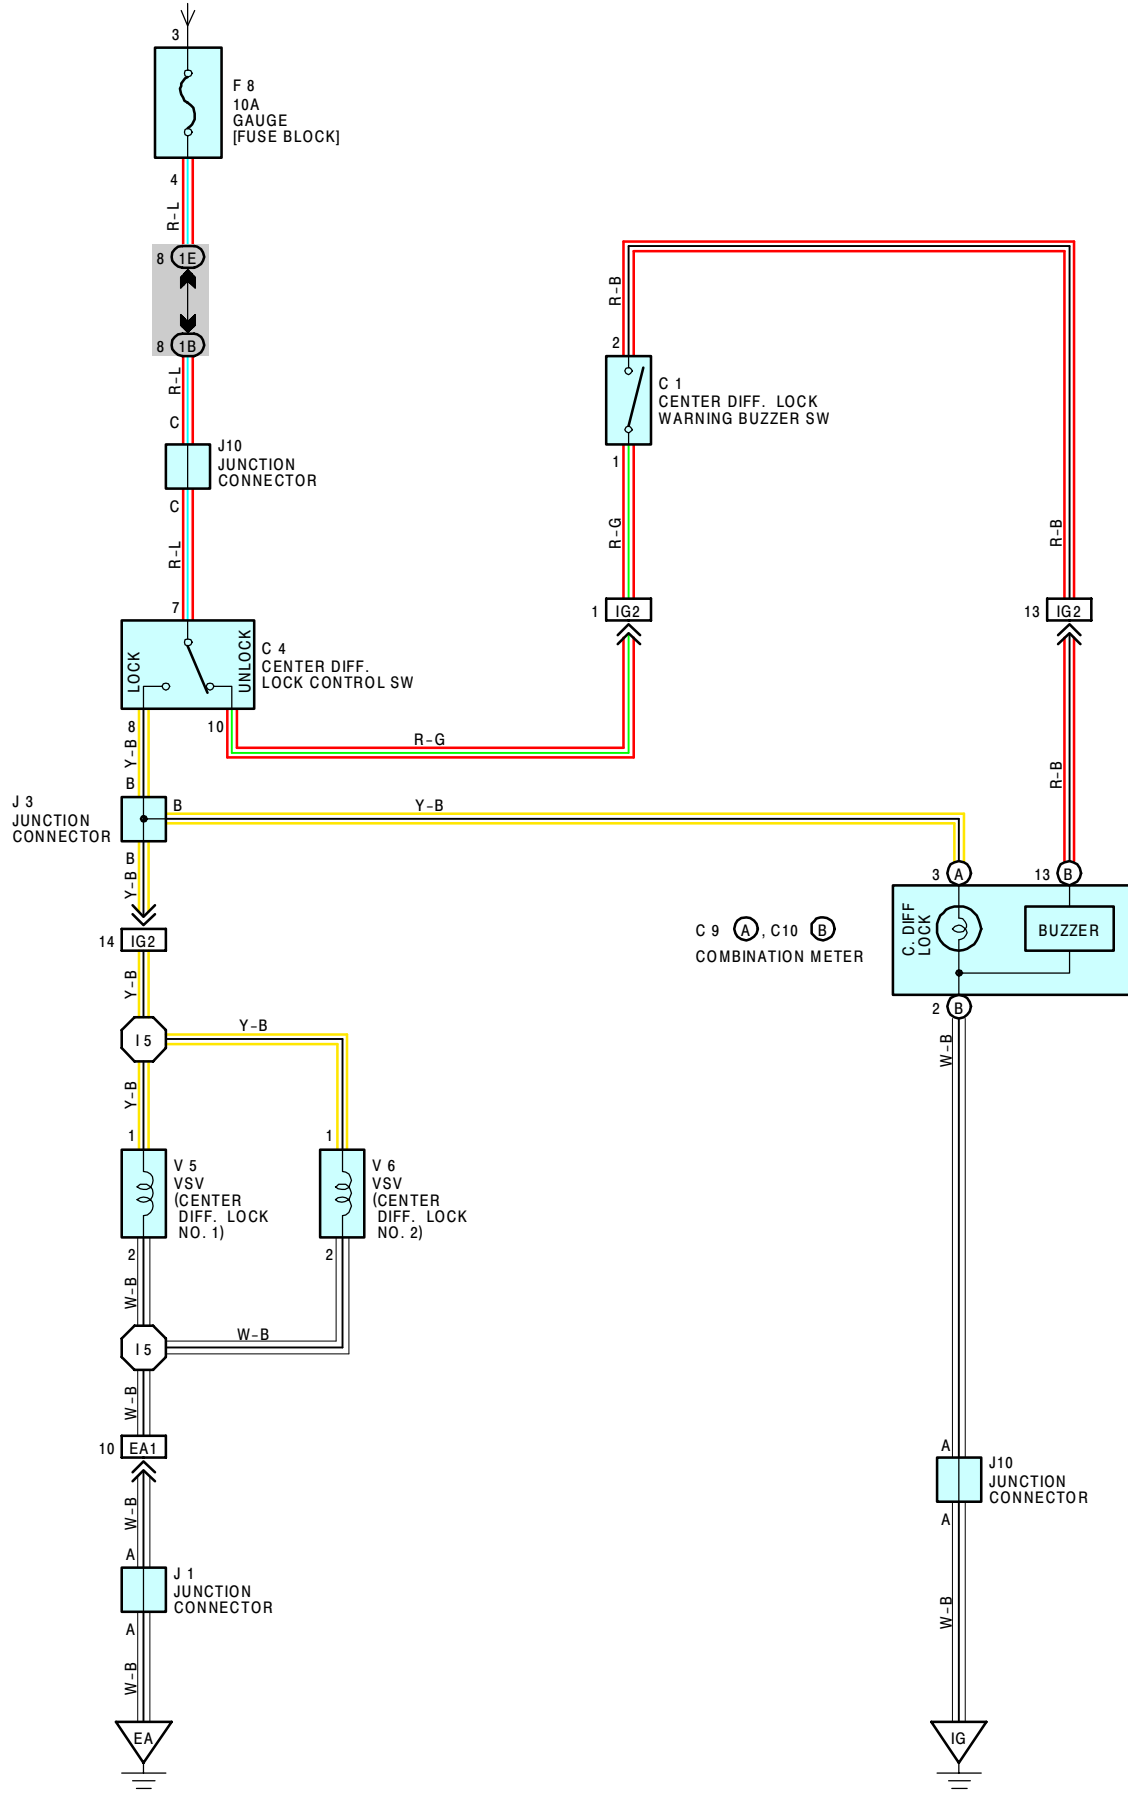 3
F 8
10A
GAUGE
[FUSE BLOCK]
4
R-L
8 1E
8 1B
R-L
C
J10
JUNCTION
CONNECTOR
C
R-L
7
LOCK
UNLOCK
C 4
CENTER DIFF.
LOCK CONTROL SW
8
10
R-G
R-B
2
C 1
CENTER DIFF. LOCK
WARNING BUZZER SW
1
R-G
1 IG2
R-B
13 IG2
R-B
Y-B
B
J 3
JUNCTION
CONNECTOR
B
Y-B
B
Y-B
14 IG2
Y-B
I 5
Y-B
Y-B
3 A
13 B
C 9 A, C10 B
COMBINATION METER
C. DIFF
LOCK
BUZZER
2 B
W-B
1
V 5
VSV
(CENTER
DIFF. LOCK
NO. 1)
2
1
V 6
VSV
(CENTER
DIFF. LOCK
NO. 2)
2
W-B
W-B
I 5
W-B
10 EA1
W-B
A
J 1
JUNCTION
CONNECTOR
A
W-B
EA
A
J10
JUNCTION
CONNECTOR
A
W-B
IG